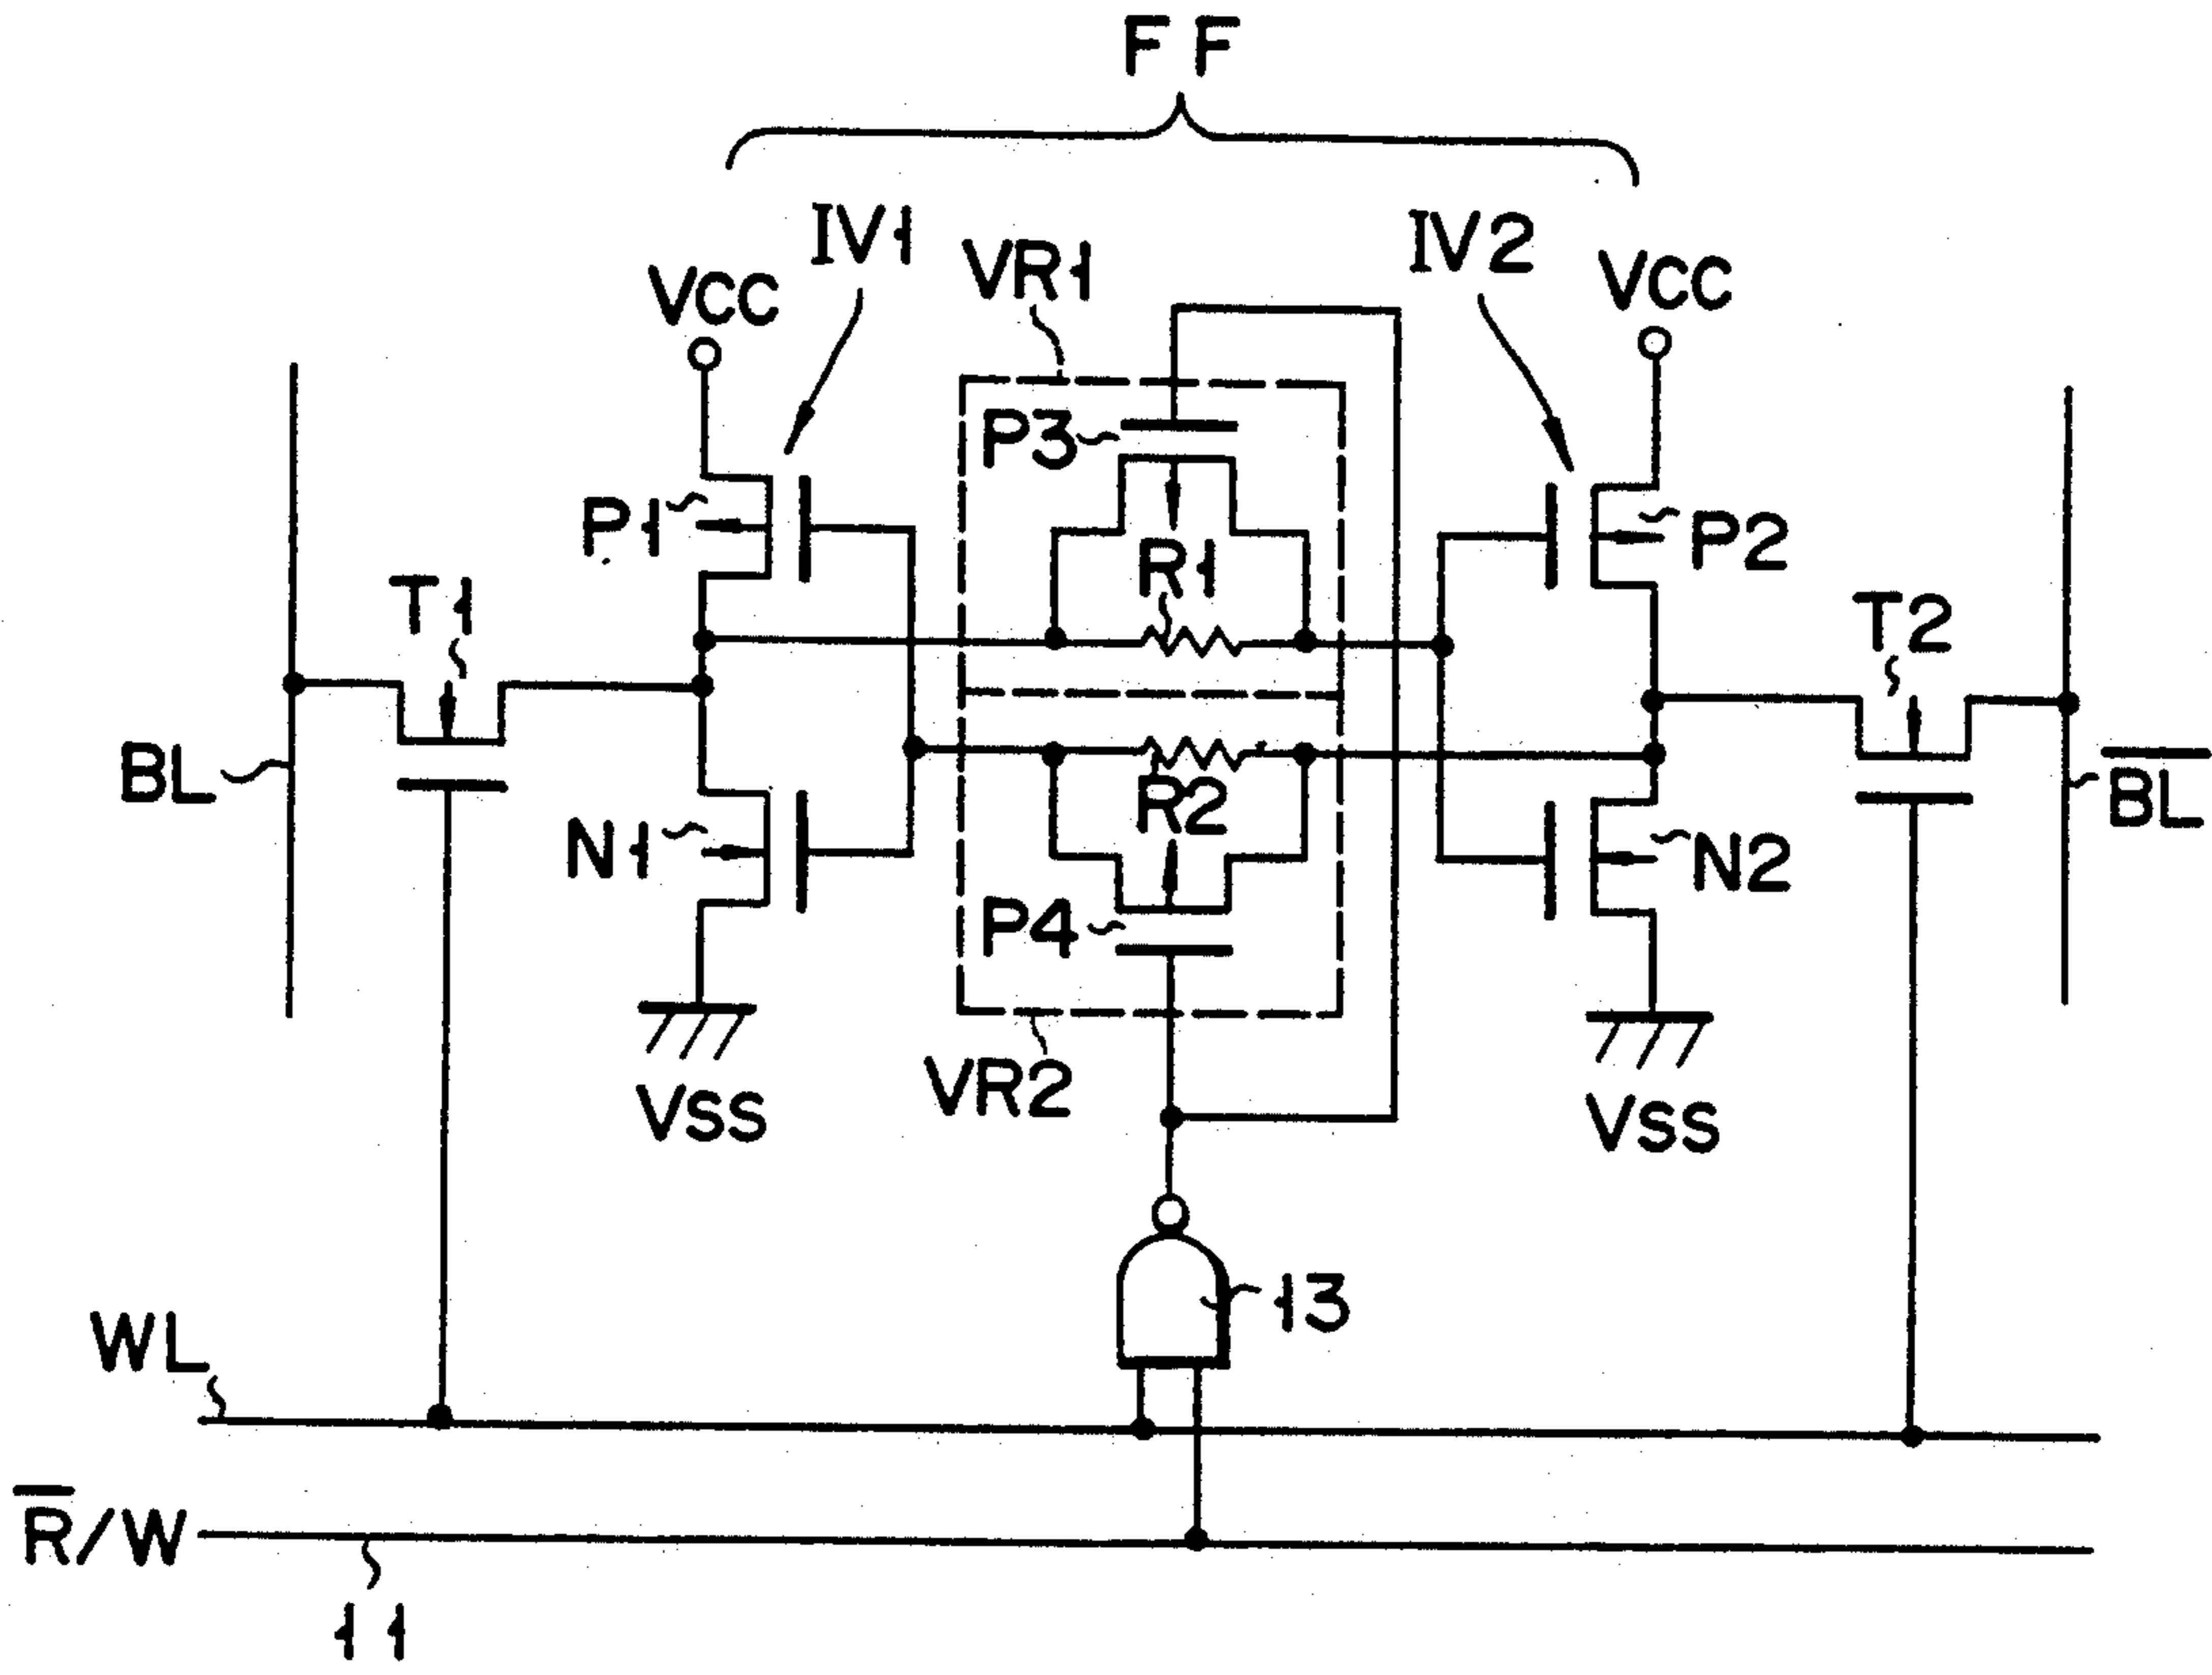 FF
IV1
VR1
IV2
VCC
VCC
P3
P1
P2
R1
T1
T2
BL
R2
B̅L̅
N1
N2
P4
VR2
VSS
VSS
13
WL
R̅/W
11